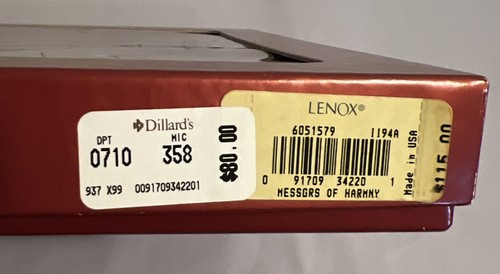 Dillard's
DPT MIC
0710 358
937 X99 0091709342201
$80.00
LENOX®
6051579 1194A
0 91709 34220 1
MESSGRS OF HARMNY
Made in USA
$115.00